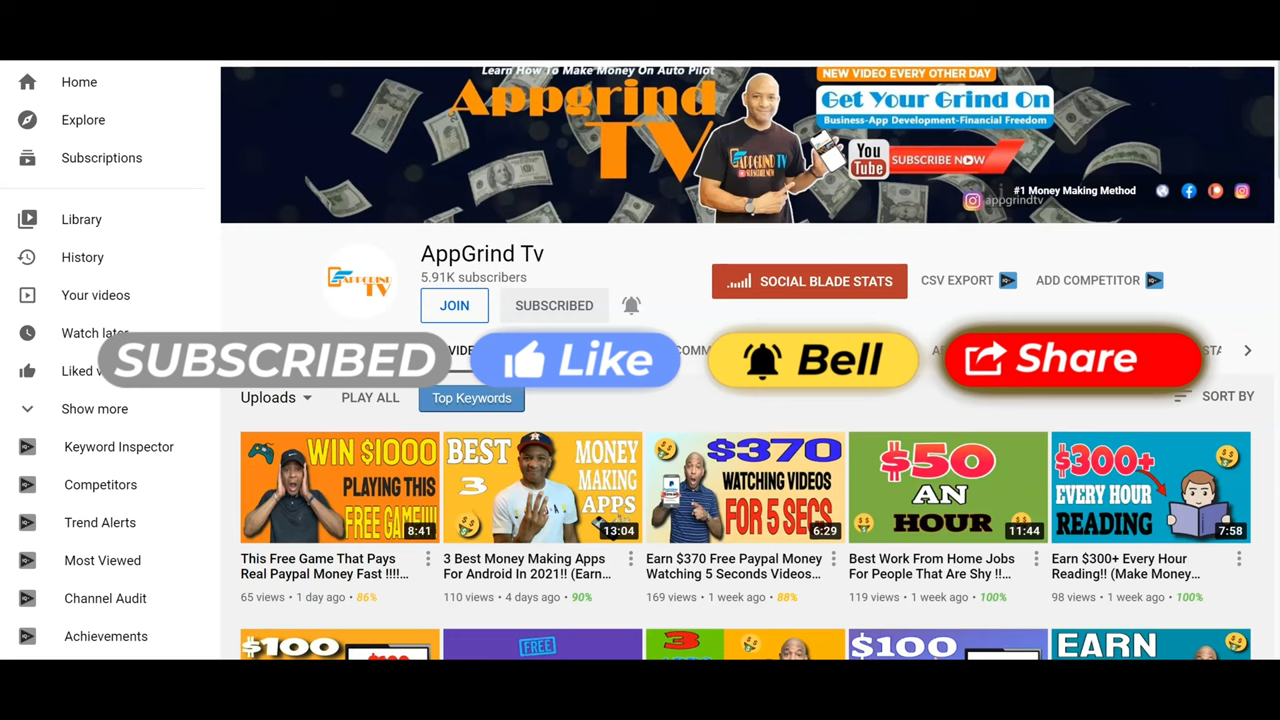 Home
Explore
Subscriptions
Library
History
Your videos
Watch later
Liked v
Show more
Keyword Inspector
Competitors
Trend Alerts
Most Viewed
Channel Audit
Achievements
Learn How To Make Money On Auto Pilot
Appgrind
TV
NEW VIDEO EVERY OTHER DAY
Get Your Grind On
Business-App Development-Financial Freedom
You
Tube
SUBSCRIBE NOW
APPGRIND TV
SUBSCRIBE NOW
#1 Money Making Method
appgrindtv
APPGRIND
TV
AppGrind Tv
5.91K subscribers
JOIN
SUBSCRIBED
SOCIAL BLADE STATS
CSV EXPORT
ADD COMPETITOR
SUBSCRIBED
Like
Bell
Share
Uploads
PLAY ALL
Top Keywords
SORT BY
WIN $1000
PLAYING THIS
FREE GAME!!!
8:41
BEST
3
MONEY
MAKING
APPS
13:04
$370
WATCHING VIDEOS
FOR 5 SECS
6:29
$50
AN
HOUR
11:44
$300+
EVERY HOUR
READING
7:58
This Free Game That Pays
Real Paypal Money Fast !!!!...
65 views • 1 day ago • 86%
3 Best Money Making Apps
For Android In 2021!! (Earn...
110 views • 4 days ago • 90%
Earn $370 Free Paypal Money
Watching 5 Seconds Videos...
169 views • 1 week ago • 88%
Best Work From Home Jobs
For People That Are Shy !!...
119 views • 1 week ago • 100%
Earn $300+ Every Hour
Reading!! (Make Money...
98 views • 1 week ago • 100%
$100
FREE
3
$100
EARN